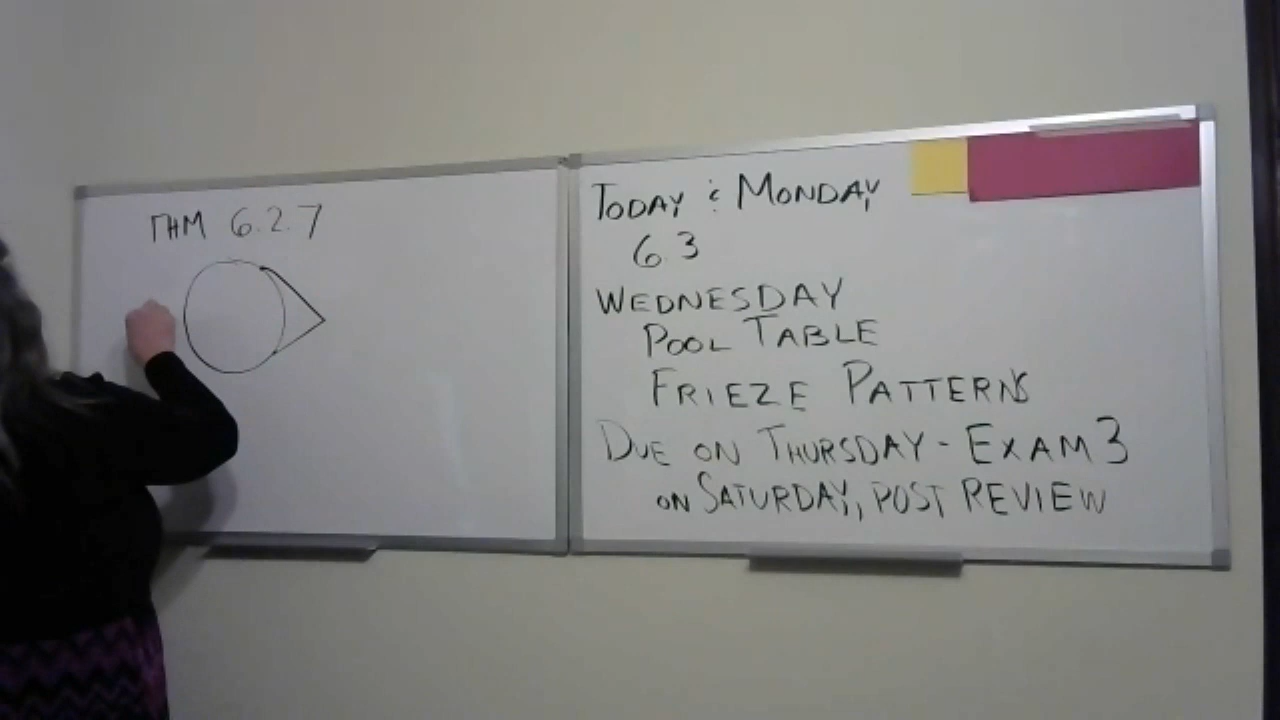 THM 6.2.7
TODAY & MONDAY
6.3
WEDNESDAY
POOL TABLE
FRIEZE PATTERNS
DUE ON THURSDAY - EXAM 3
ON SATURDAY, POST REVIEW